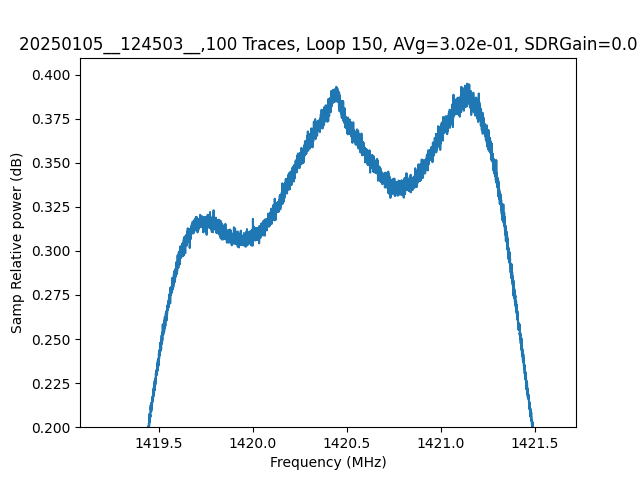 20250105__124503__,100 Traces, Loop 150, AVg=3.02e-01, SDRGain=0.0
0.400
0.375
0.350
0.325
0.300
0.275
0.250
0.225
0.200
Samp Relative power (dB)
1419.5 1420.0 1420.5 1421.0 1421.5
Frequency (MHz)